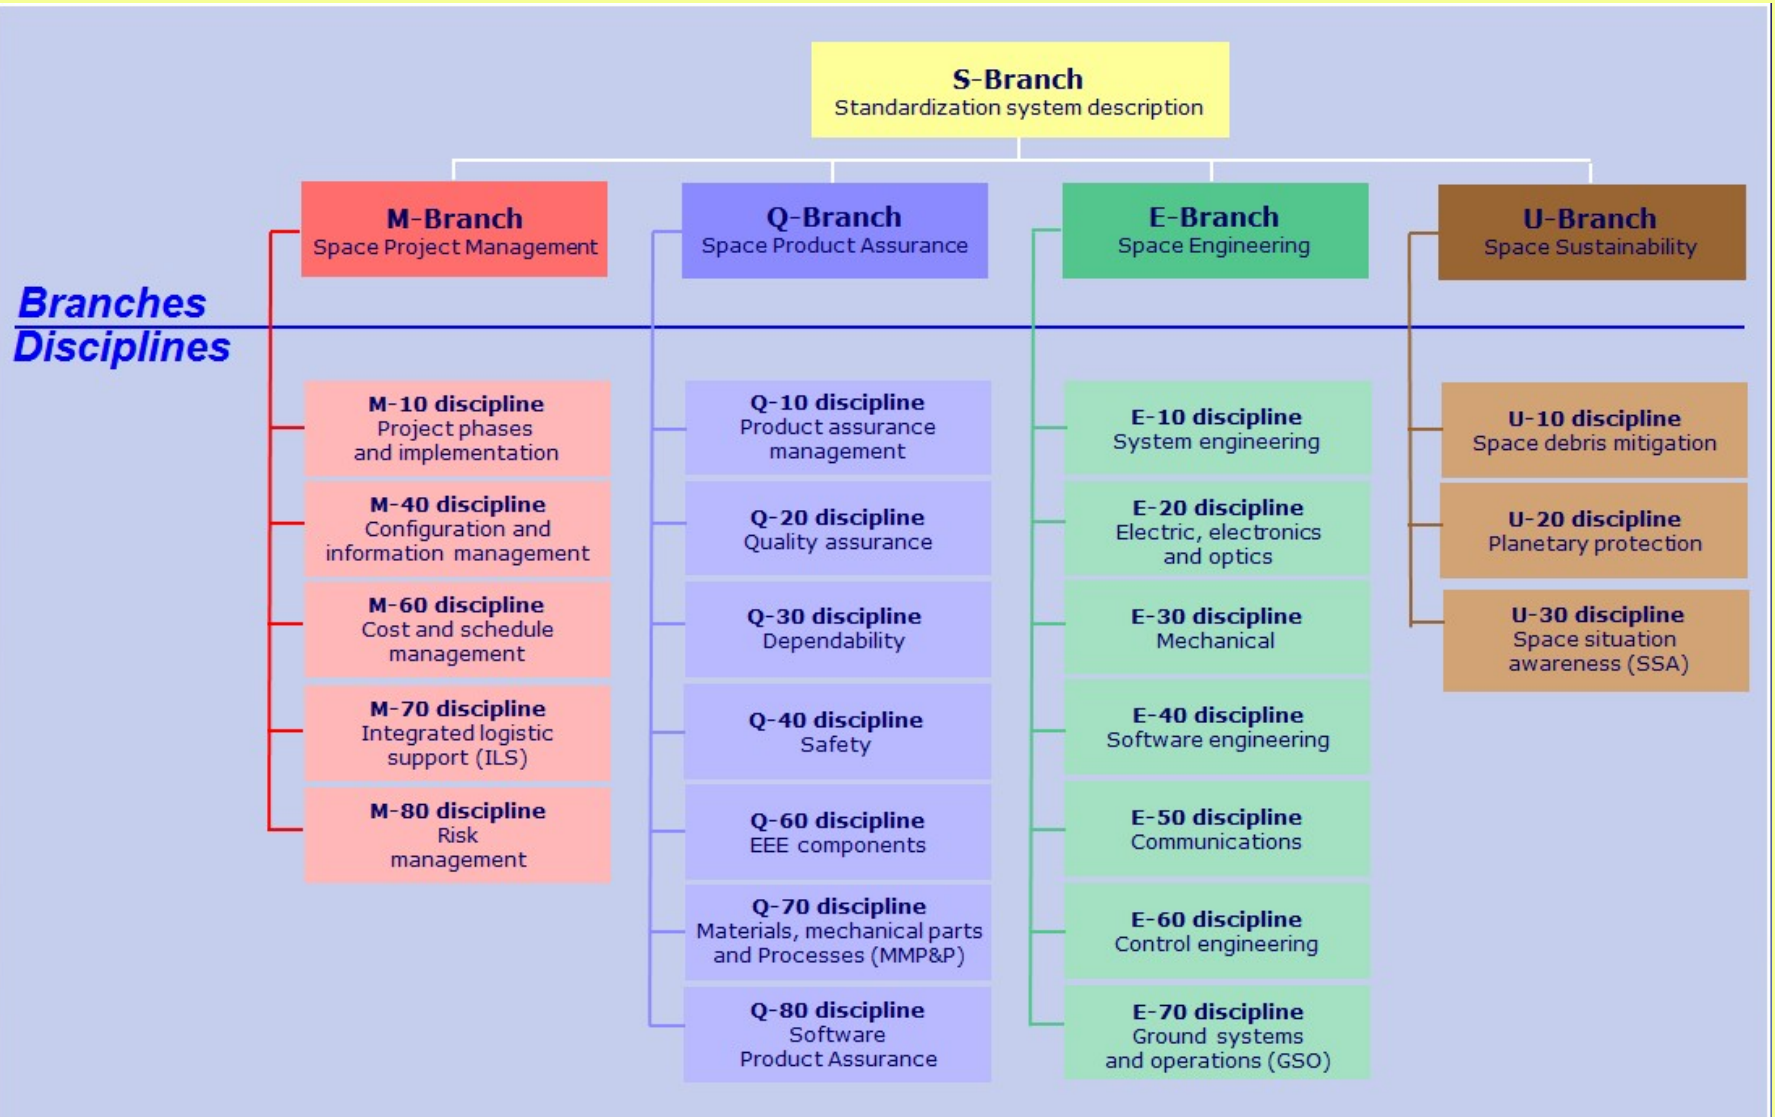 S-Branch
Standardization system description
M-Branch
Space Project Management
Q-Branch
Space Product Assurance
E-Branch
Space Engineering
U-Branch
Space Sustainability
Branches
Disciplines
M-10 discipline
Project phases
and implementation
M-40 discipline
Configuration and
information management
M-60 discipline
Cost and schedule
management
M-70 discipline
Integrated logistic
support (ILS)
M-80 discipline
Risk
management
Q-10 discipline
Product assurance
management
Q-20 discipline
Quality assurance
Q-30 discipline
Dependability
Q-40 discipline
Safety
Q-60 discipline
EEE components
Q-70 discipline
Materials, mechanical parts
and Processes (MMP&P)
Q-80 discipline
Software
Product Assurance
E-10 discipline
System engineering
E-20 discipline
Electric, electronics
and optics
E-30 discipline
Mechanical
E-40 discipline
Software engineering
E-50 discipline
Communications
E-60 discipline
Control engineering
E-70 discipline
Ground systems
and operations (GSO)
U-10 discipline
Space debris mitigation
U-20 discipline
Planetary protection
U-30 discipline
Space situation
awareness (SSA)